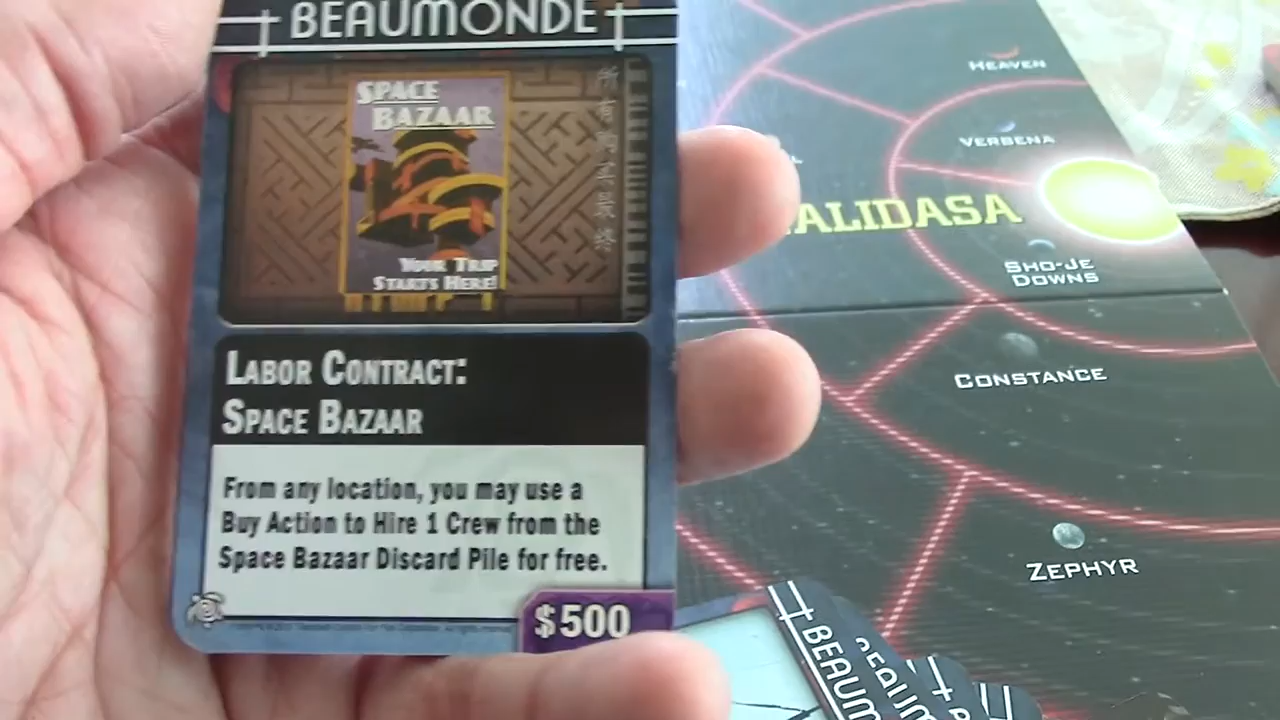 BEAUMONDE
SPACE
BAZAAR
YOUR TRIP
STARTS HERE!
LABOR CONTRACT:
SPACE BAZAAR
From any location, you may use a
Buy Action to Hire 1 Crew from the
Space Bazaar Discard Pile for free.
$500
HEAVEN
VERBENA
ALIDASA
SHO-JE
DOWNS
CONSTANCE
ZEPHYR
BEAUM
BEAUM